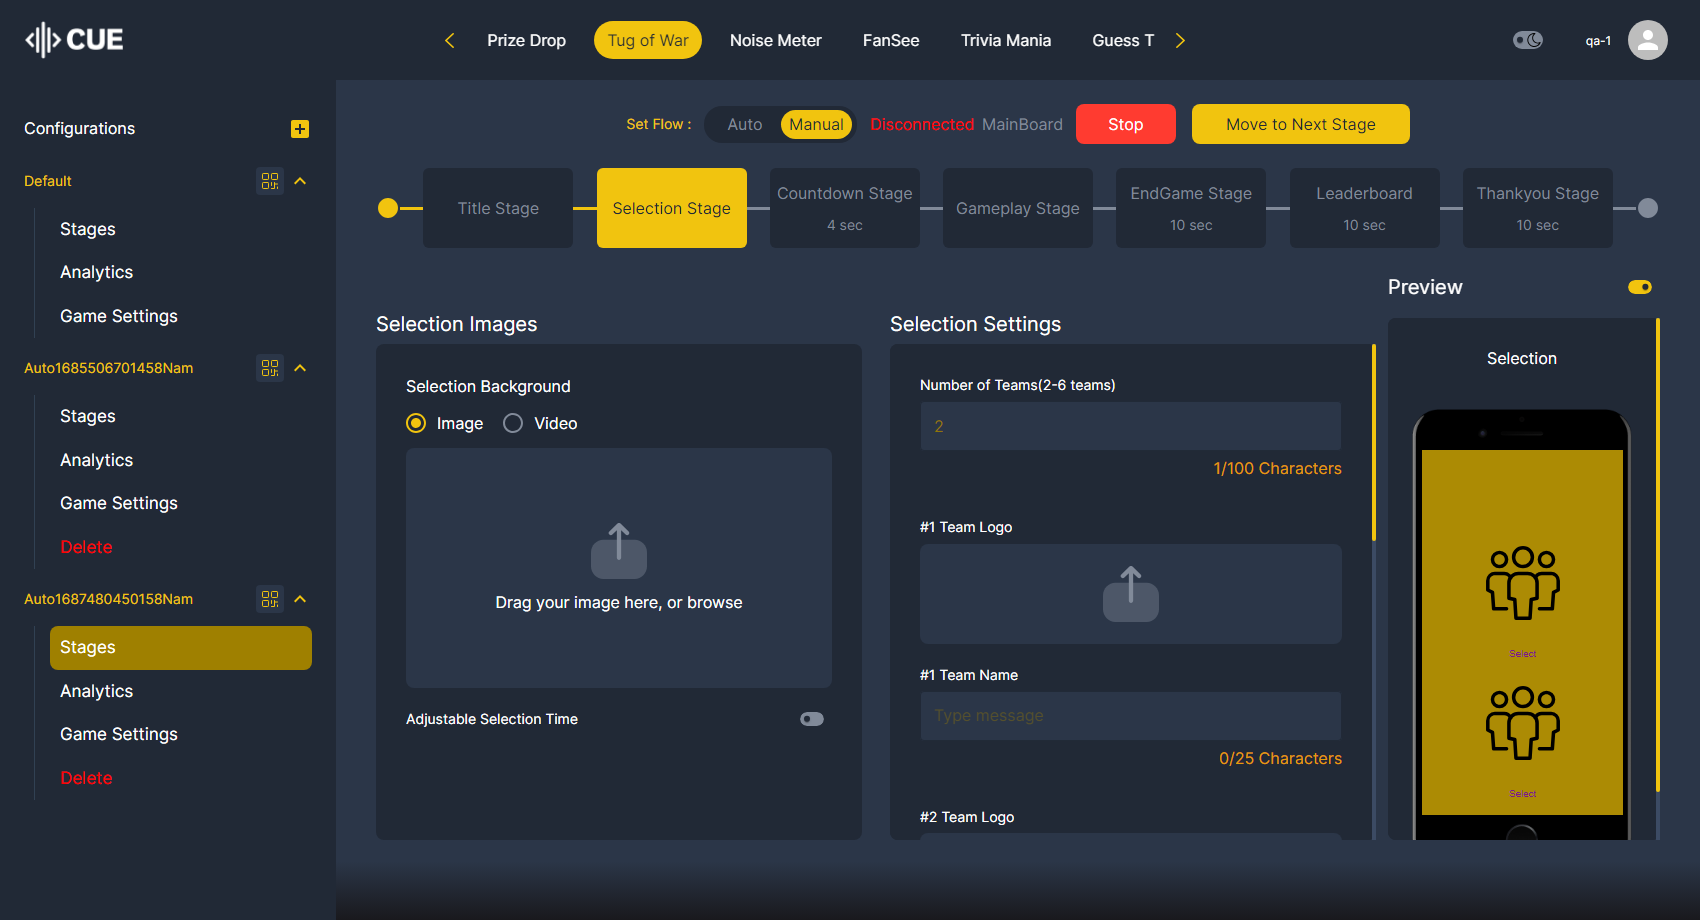 CUE
Prize Drop
Tug of War
Noise Meter
FanSee
Trivia Mania
Guess T
qa-1
Configurations
Default
Stages
Analytics
Game Settings
Auto1685506701458Nam
Stages
Analytics
Game Settings
Delete
Auto1687480450158Nam
Stages
Analytics
Game Settings
Delete
Set Flow :
Auto
Manual
Disconnected MainBoard
Stop
Move to Next Stage
Title Stage
Selection Stage
Countdown Stage
4 sec
Gameplay Stage
EndGame Stage
10 sec
Leaderboard
10 sec
Thankyou Stage
10 sec
Selection Images
Selection Background
Image
Video
Drag your image here, or browse
Adjustable Selection Time
Selection Settings
Number of Teams(2-6 teams)
2
1/100 Characters
#1 Team Logo
#1 Team Name
Type message
0/25 Characters
#2 Team Logo
Preview
Selection
Select
Select